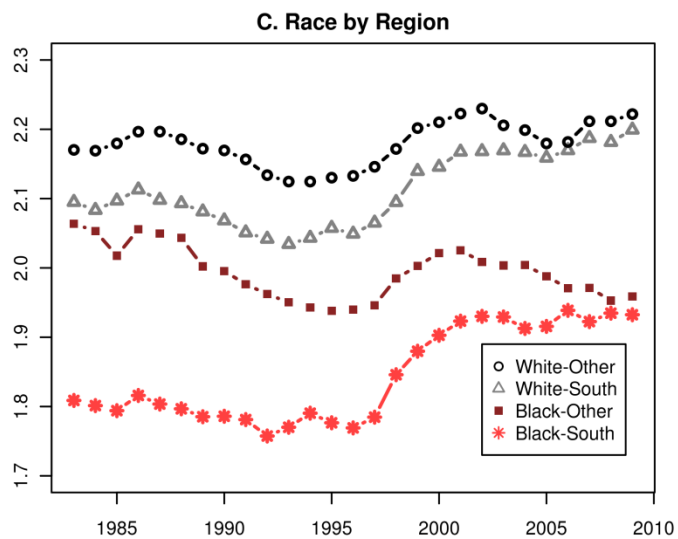 C. Race by Region
2.3
2.2
2.1
2.0
1.9
1.8
1.7
White-Other
White-South
Black-Other
Black-South
1985 1990 1995 2000 2005 2010